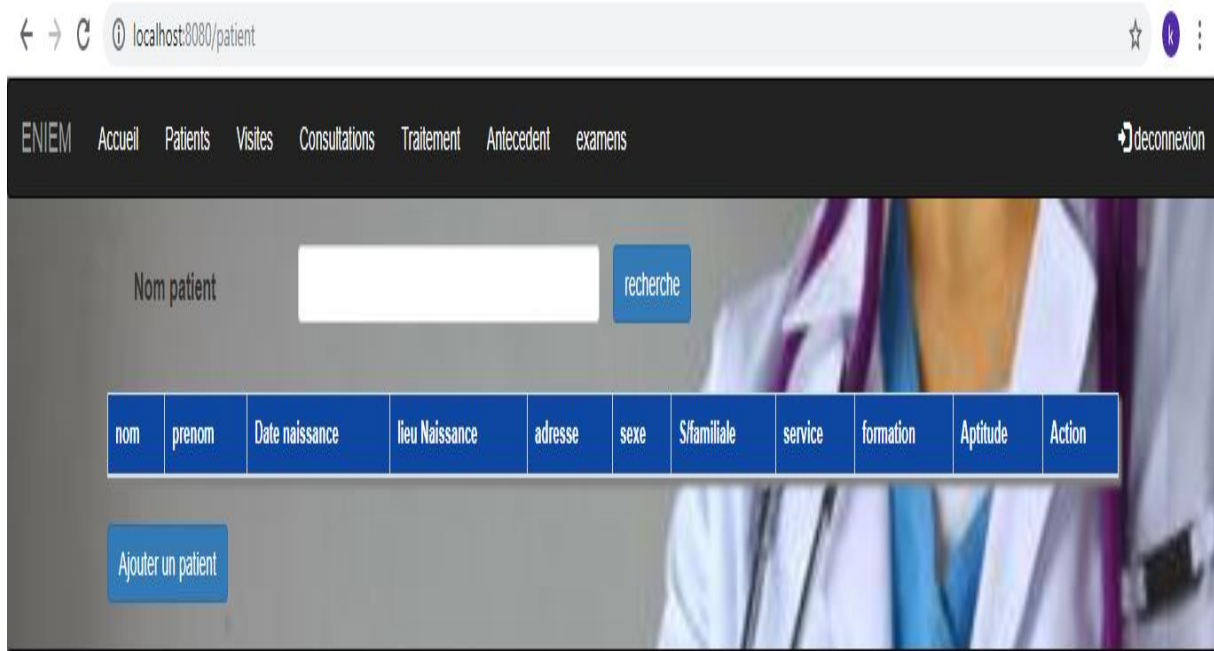 localhost:8080/patient
k
ENIEM Accueil Patients Visites Consultations Traitement Antecedent examens deconnexion
Nom patient recherche
nom prenom Date naissance lieu Naissance adresse sexe S/familiale service formation Aptitude Action
Ajouter un patient